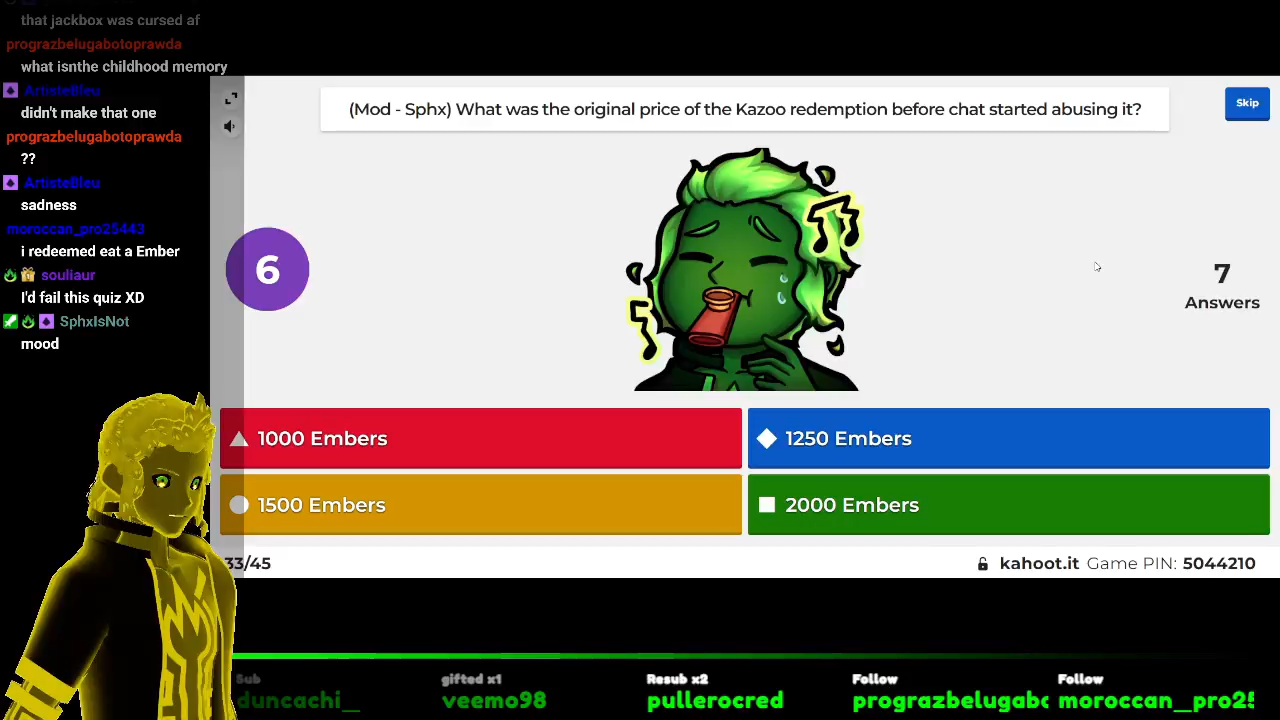 that jackbox was cursed af
prograzbelugabotoprawda
what isnthe childhood memory
ArtisteBleu
didn't make that one
prograzbelugabotoprawda
??
ArtisteBleu
sadness
moroccan_pro25443
i redeemed eat a Ember
souliaur
I'd fail this quiz XD
SphxIsNot
mood
(Mod - Sphx) What was the original price of the Kazoo redemption before chat started abusing it?
Skip
6
7
Answers
1000 Embers
1250 Embers
1500 Embers
2000 Embers
33/45
kahoot.it Game PIN: 5044210
Sub
duncachi__
gifted x1
veemo98
Resub x2
pullerocred
Follow
prograzbelugabo
Follow
moroccan_pro25